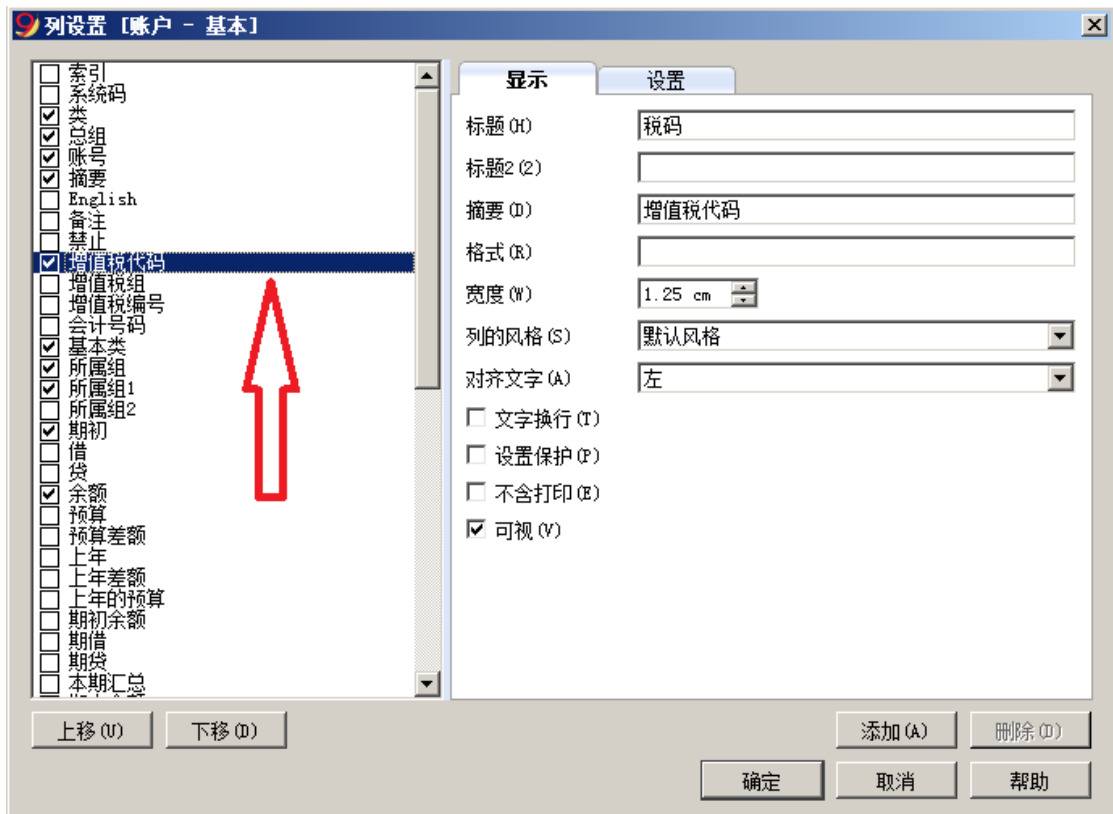 列设置 [账户 - 基本]
索引
系统码
类
总组
账号
摘要
English
备注
禁止
增值税代码
增值税组
增值税编号
会计号码
基本类
所属组
所属组1
所属组2
期初
借
贷
余额
预算
预算差额
上年
上年差额
上年的预算
期初余额
期借
期贷
本期汇总
上移(U)
下移(D)
显示
设置
标题(H)
税码
标题2(2)
摘要(D)
增值税代码
格式(R)
宽度(W)
1.25 cm
列的风格(S)
默认风格
对齐文字(A)
左
文字换行(T)
设置保护(P)
不含打印(E)
可视(V)
添加(A)
删除(D)
确定
取消
帮助